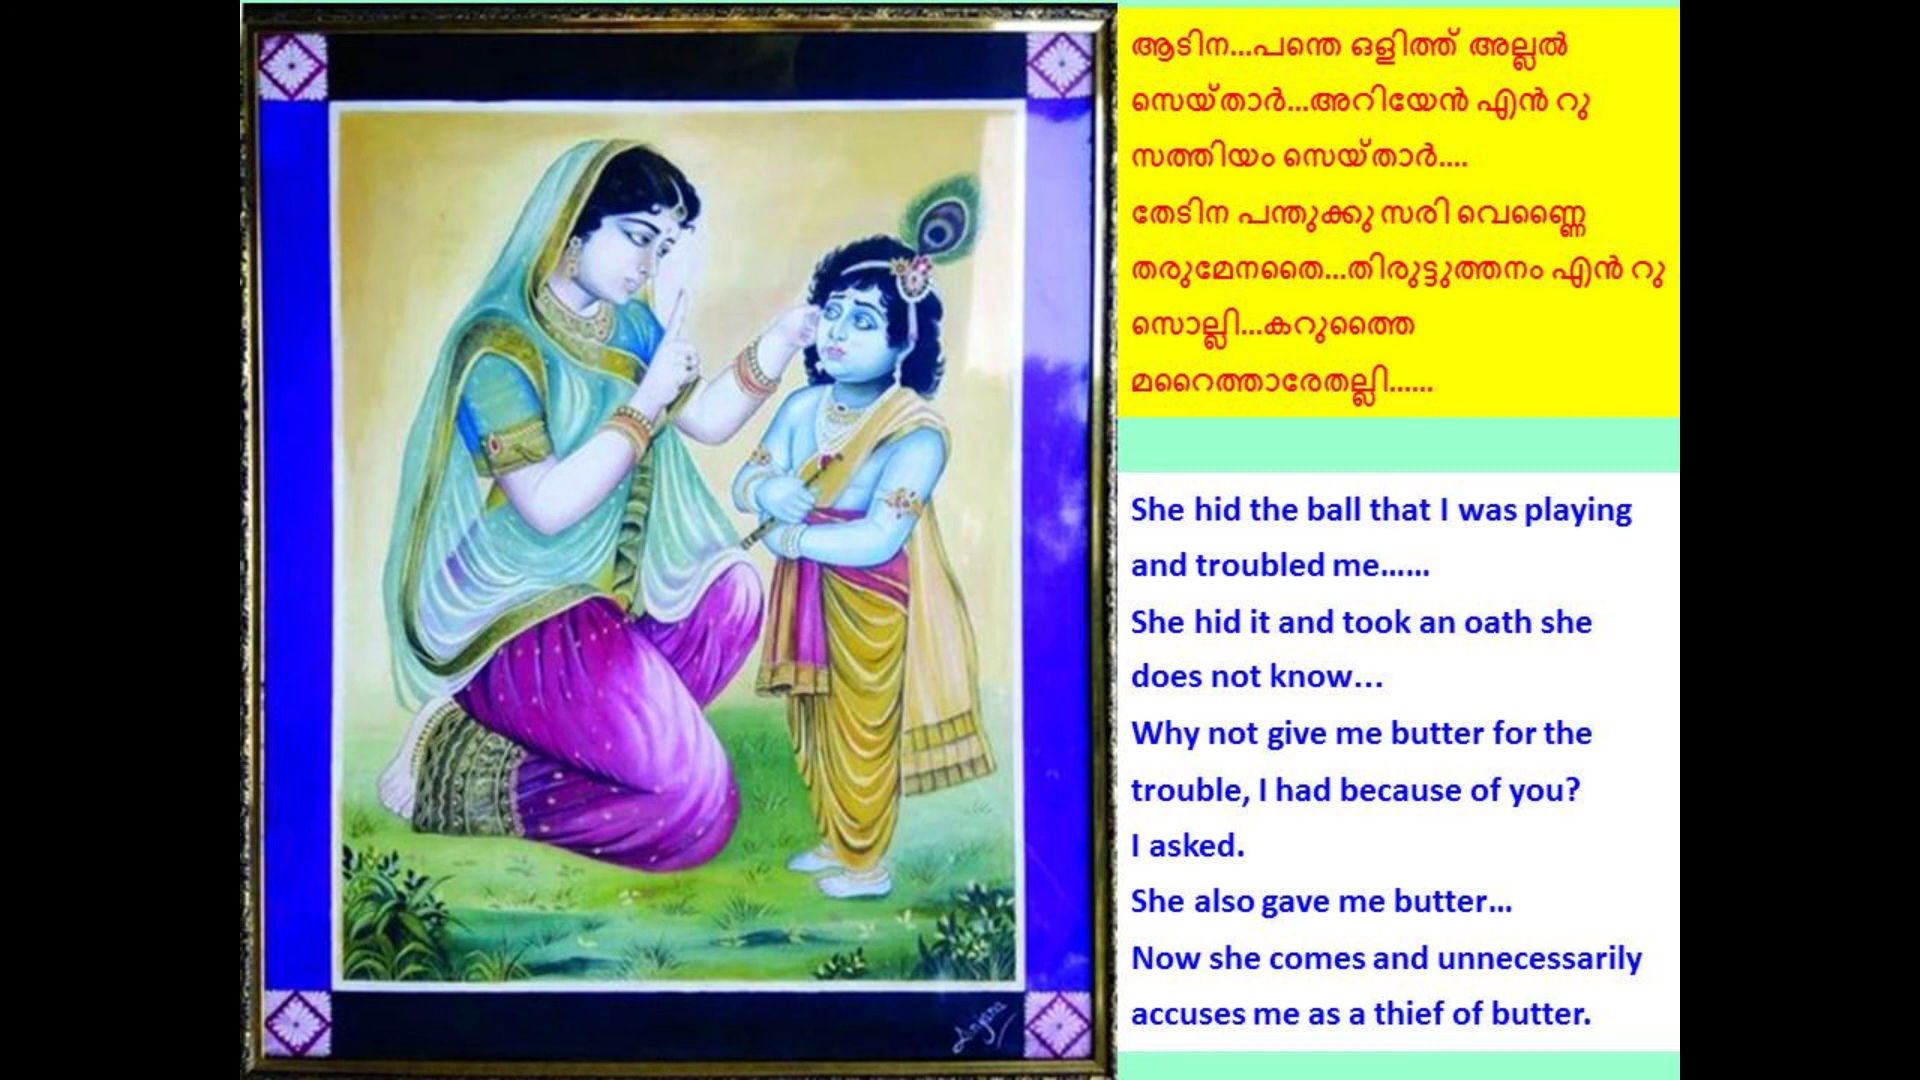 ആടിന...പന്തെ ഒളിത്ത് അല്ലൽ
സെയ്താർ...അറിയേൻ എൻ റു
സത്തിയം സെയ്താർ....
തേടിന പന്തുക്കു സരി വെണ്ണൈ
തരുമേനതൈ...തിരുട്ടുത്തനം എൻ റു
സൊല്ലി...കറുത്തൈ
മറൈത്താരേതല്ലി......
She hid the ball that I was playing
and troubled me......
She hid it and took an oath she
does not know...
Why not give me butter for the
trouble, I had because of you?
I asked.
She also gave me butter...
Now she comes and unnecessarily
accuses me as a thief of butter.
Anjana